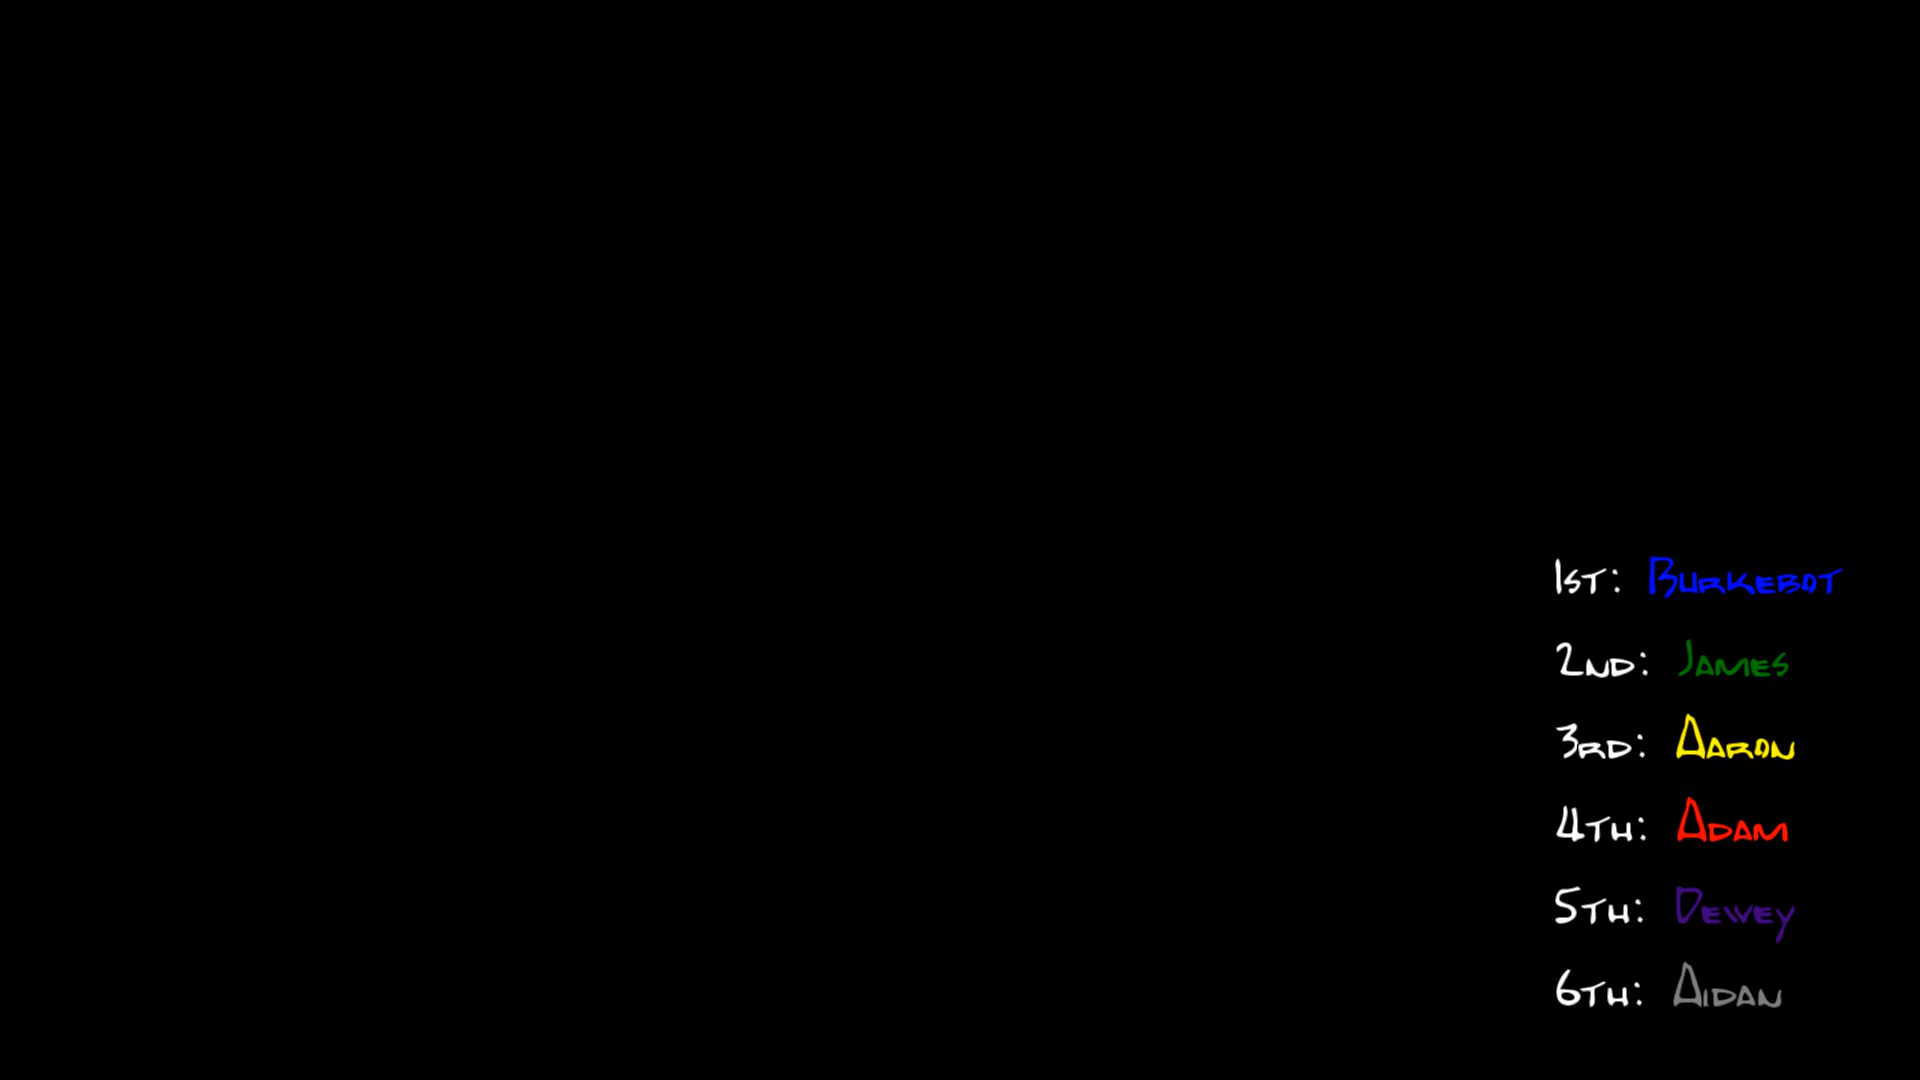 1st: Burkebot
2nd: James
3rd: Aaron
4th: Adam
5th: Dewey
6th: Aidan